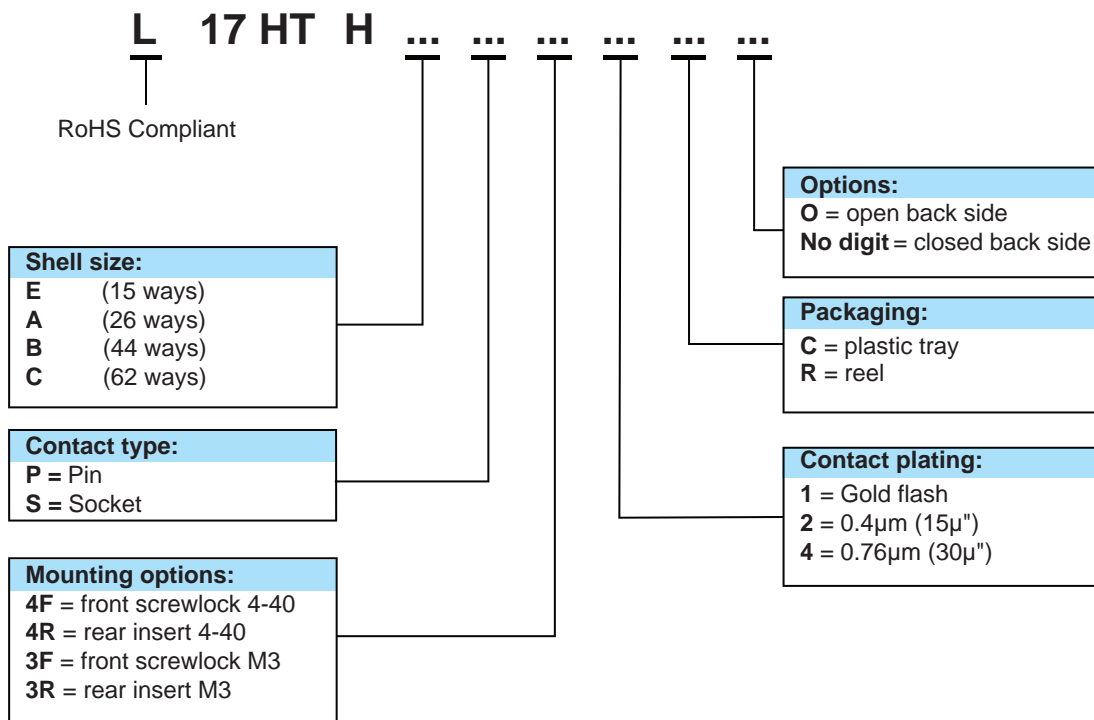 L 17 HT H ... ... ... ... ... ...
RoHS Compliant
Shell size:
E (15 ways)
A (26 ways)
B (44 ways)
C (62 ways)
Contact type:
P = Pin
S = Socket
Mounting options:
4F = front screwlock 4-40
4R = rear insert 4-40
3F = front screwlock M3
3R = rear insert M3
Options:
O = open back side
No digit = closed back side
Packaging:
C = plastic tray
R = reel
Contact plating:
1 = Gold flash
2 = 0.4µm (15µ")
4 = 0.76µm (30µ")